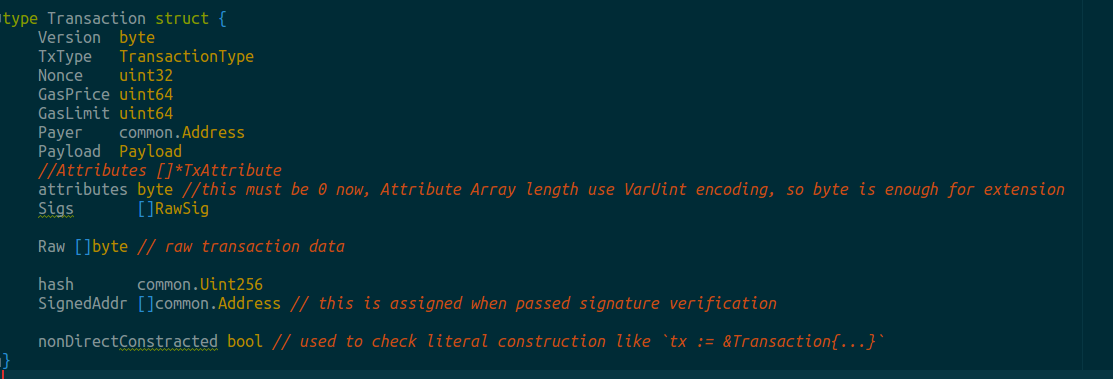 type Transaction struct {
Version byte
TxType TransactionType
Nonce uint32
GasPrice uint64
GasLimit uint64
Payer common.Address
Payload Payload
//Attributes []*TxAttribute
attributes byte //this must be 0 now, Attribute Array length use VarUint encoding, so byte is enough for extension
Sigs []RawSig
Raw []byte // raw transaction data
hash common.Uint256
SignedAddr []common.Address // this is assigned when passed signature verification
nonDirectConstracted bool // used to check literal construction like `tx := &Transaction{...}`
}